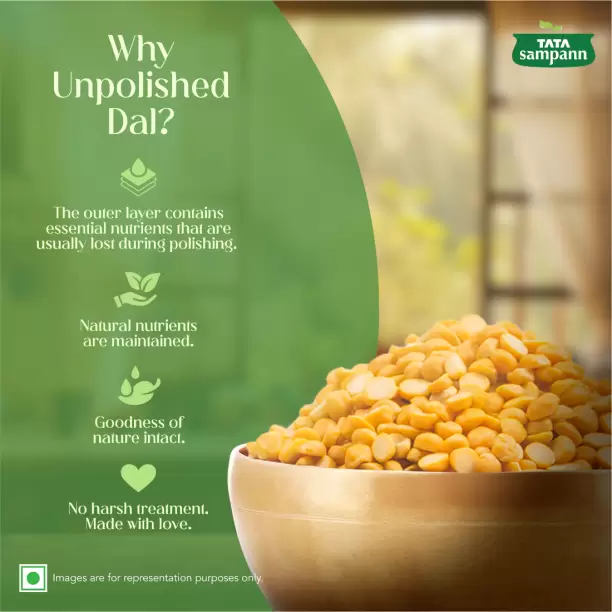 Why
Unpolished
Dal?
TATA
sampann
The outer layer contains
essential nutrients that are
usually lost during polishing.
Natural nutrients
are maintained.
Goodness of
nature intact.
No harsh treatment.
Made with love.
Images are for representation purposes only.